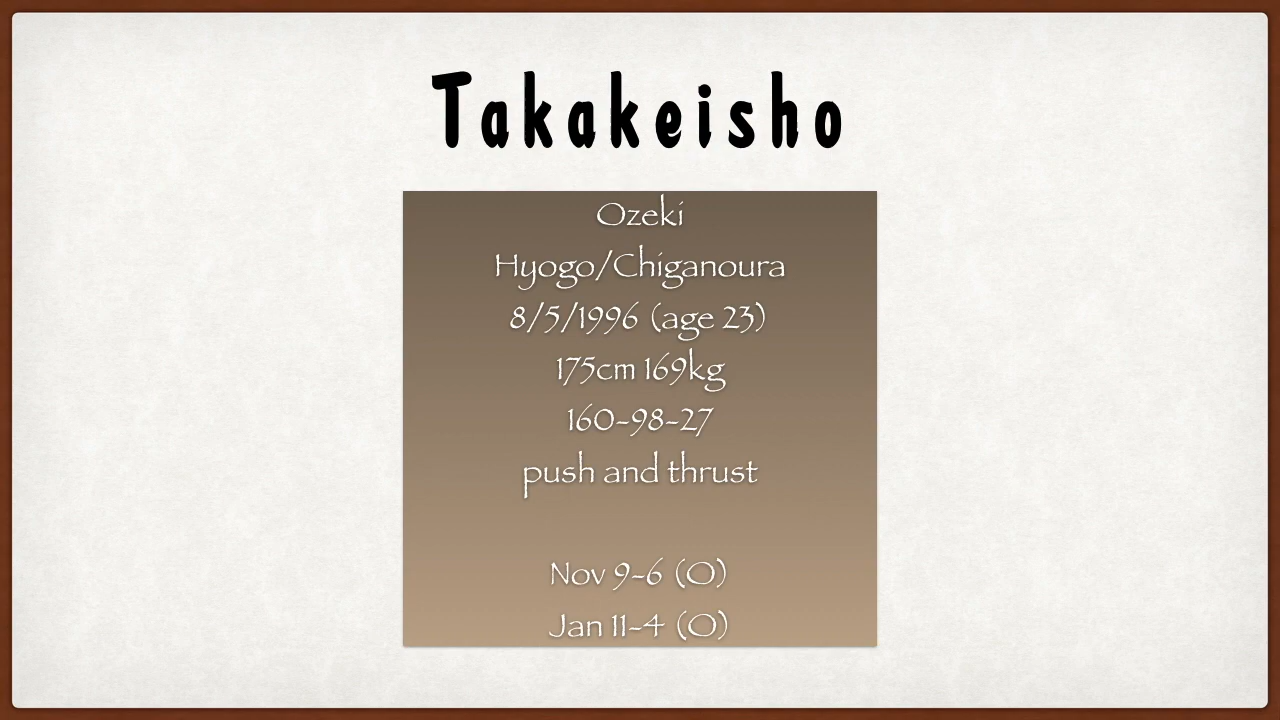 Takakeisho
Ozeki
Hyogo/Chiganoura
8/5/1996 (age 23)
175cm 169kg
160-98-27
push and thrust
Nov 9-6 (O)
Jan 11-4 (O)